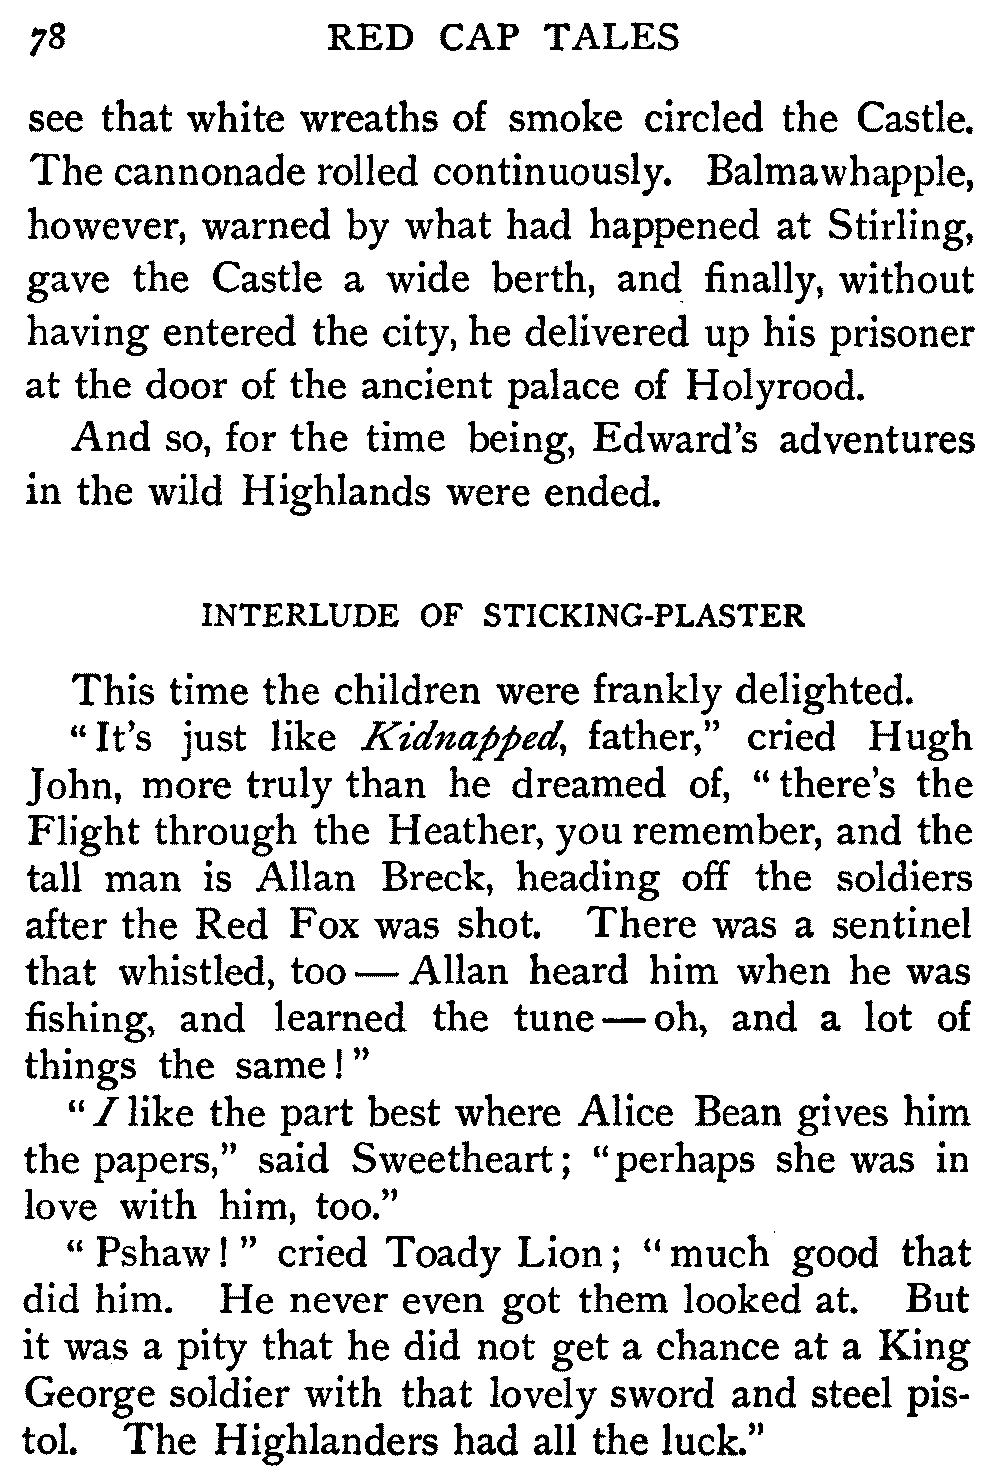 78 RED CAP TALES
see that white wreaths of smoke circled the Castle.
The cannonade rolled continuously. Balmawhapple,
however, warned by what had happened at Stirling,
gave the Castle a wide berth, and finally, without
having entered the city, he delivered up his prisoner
at the door of the ancient palace of Holyrood.
And so, for the time being, Edward's adventures
in the wild Highlands were ended.
INTERLUDE OF STICKING-PLASTER
This time the children were frankly delighted.
"It's just like Kidnapped, father," cried Hugh
John, more truly than he dreamed of, "there's the
Flight through the Heather, you remember, and the
tall man is Allan Breck, heading off the soldiers
after the Red Fox was shot. There was a sentinel
that whistled, too — Allan heard him when he was
fishing, and learned the tune — oh, and a lot of
things the same!"
"I like the part best where Alice Bean gives him
the papers," said Sweetheart; "perhaps she was in
love with him, too."
"Pshaw!" cried Toady Lion; "much good that
did him. He never even got them looked at. But
it was a pity that he did not get a chance at a King
George soldier with that lovely sword and steel pis-
tol. The Highlanders had all the luck."